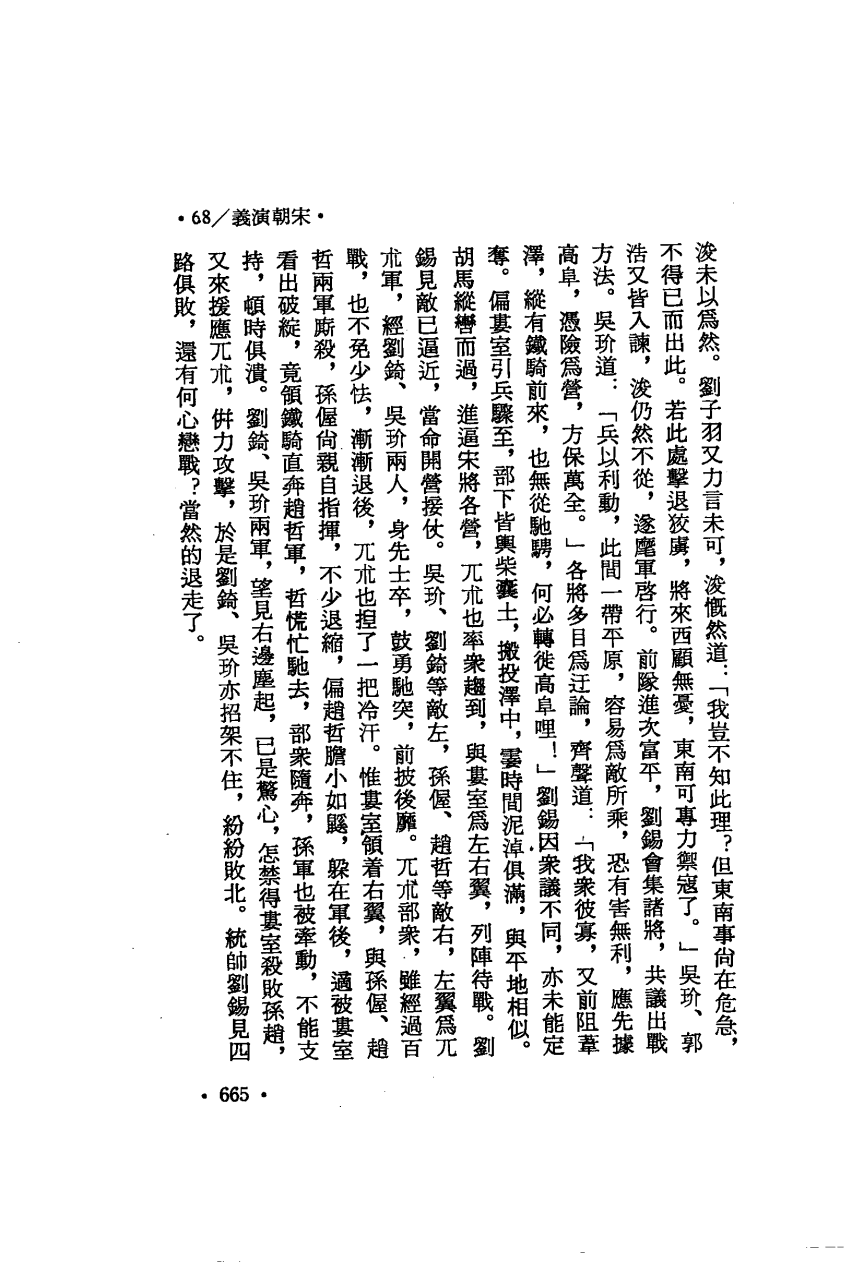 •68/義演朝宋•
浚未以爲然。劉子羽又力言未可，浚慨然道：「我豈不知此理？但東南事尙在危急，
不得已而出此。若此處擊退狡虜，將來西顧無憂，東南可專力禦寇了。」吳玠、郭
浩又皆入諫，浚仍然不從，遂麾軍啓行。前隊進次富平，劉錫會集諸將，共議出戰
方法。吳玠道：「兵以利動，此間一帶平原，容易爲敵所乘，恐有害無利，應先據
高阜，憑險爲營，方保萬全。」各將多目爲迂論，齊聲道：「我衆彼寡，又前阻葦
澤，縱有鐵騎前來，也無從馳騁，何必轉徙高阜哩！」劉錫因衆議不同，亦未能定
奪。偏婁室引兵驟至，部下皆輿柴囊土，搬投澤中，霎時間泥淖俱滿，與平地相似。
胡馬縱轡而過，進逼宋將各營，兀朮也率衆趨到，與婁室爲左右翼，列陣待戰。劉
錫見敵已逼近，當命開營接仗。吳玠、劉錡等敵左，孫偓、趙哲等敵右，左翼爲兀
朮軍，經劉錡、吳玠兩人，身先士卒，鼓勇馳突，前披後靡。兀朮部衆，雖經過百
戰，也不免少怯，漸漸退後，兀朮也捏了一把冷汗。惟婁室領着右翼，與孫偓、趙
哲兩軍廝殺，孫偓尙親自指揮，不少退縮，偏趙哲膽小如鼷，躲在軍後，適被婁室
看出破綻，竟領鐵騎直奔趙哲軍，哲慌忙馳去，部衆隨奔，孫軍也被牽動，不能支
持，頓時俱潰。劉錡、吳玠兩軍，望見右邊塵起，已是驚心，怎禁得婁室殺敗孫趙，
又來援應兀朮，併力攻擊，於是劉錡、吳玠亦招架不住，紛紛敗北。統帥劉錫見四
路俱敗，還有何心戀戰？當然的退走了。
•665•